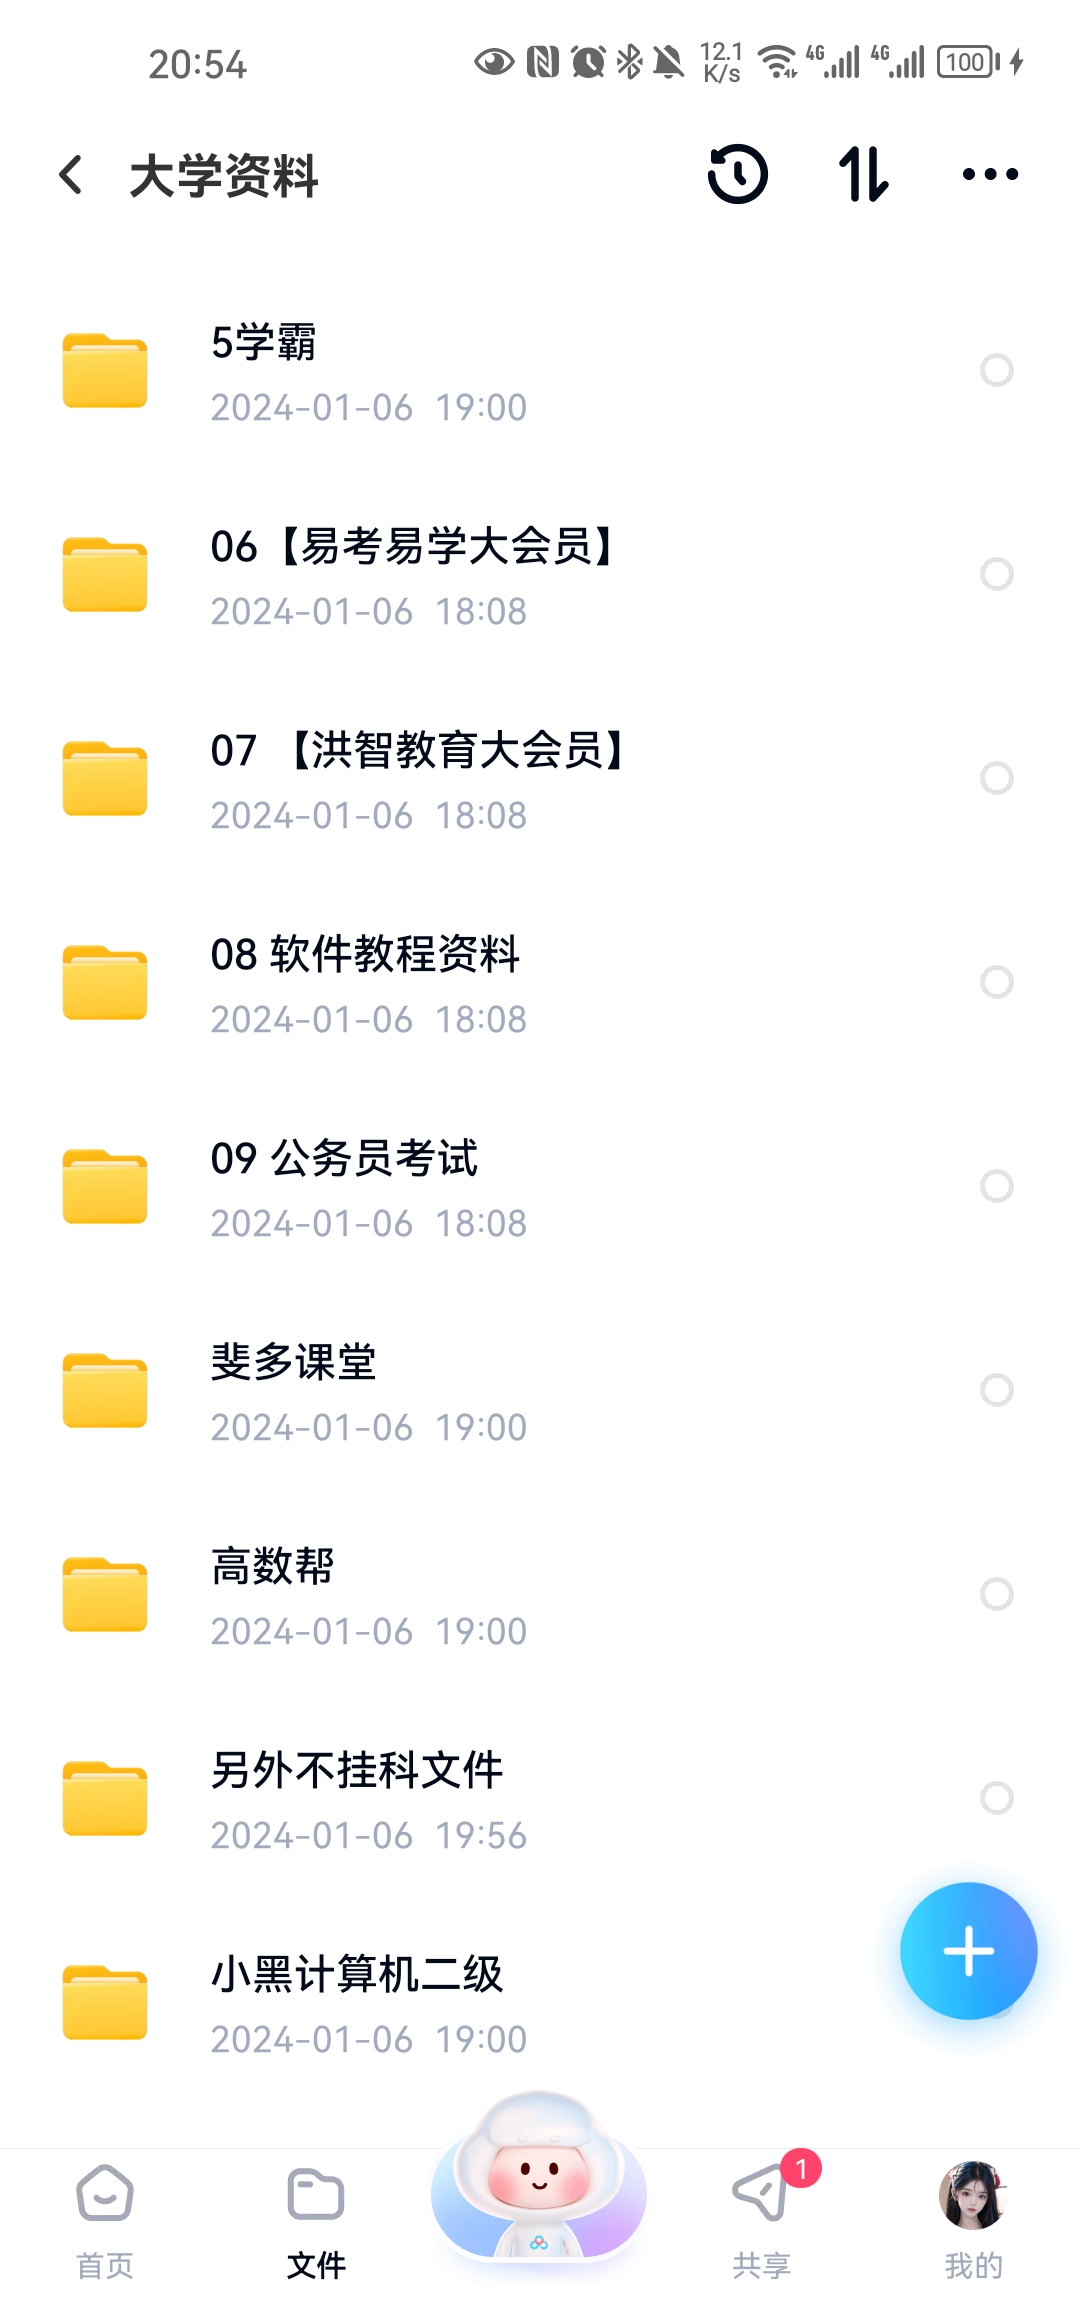 20:54
12.1
K/s
4G
4G
100
大学资料
5学霸
2024-01-06 19:00
06【易考易学大会员】
2024-01-06 18:08
07 【洪智教育大会员】
2024-01-06 18:08
08 软件教程资料
2024-01-06 18:08
09 公务员考试
2024-01-06 18:08
斐多课堂
2024-01-06 19:00
高数帮
2024-01-06 19:00
另外不挂科文件
2024-01-06 19:56
小黑计算机二级
2024-01-06 19:00
1
首页
文件
共享
我的